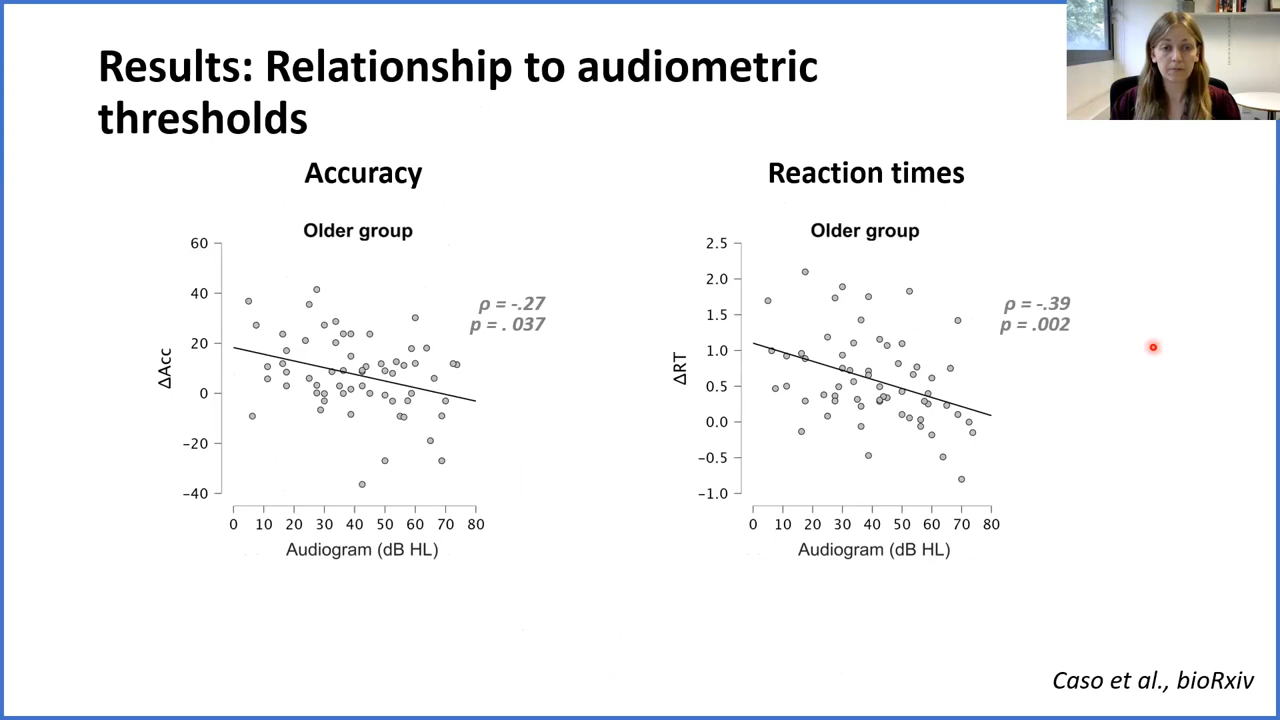 Results: Relationship to audiometric
thresholds
Accuracy
Older group
60
40
20
0
–20
–40
ΔAcc
ρ = -.27
p = . 037
0 10 20 30 40 50 60 70 80
Audiogram (dB HL)
Reaction times
Older group
2.5
2.0
1.5
1.0
0.5
0.0
–0.5
–1.0
ΔRT
ρ = -.39
p = .002
0 10 20 30 40 50 60 70 80
Audiogram (dB HL)
Caso et al., bioRxiv